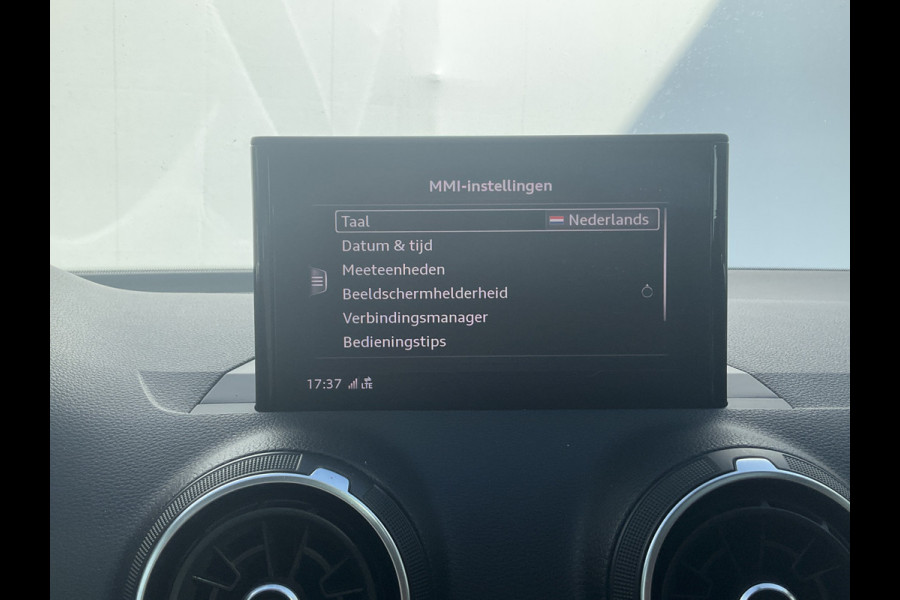 MMI-instellingen
Taal Nederlands
Datum & tijd
Meeteenheden
Beeldschermhelderheid
Verbindingsmanager
Bedieningstips
17:37 LTE